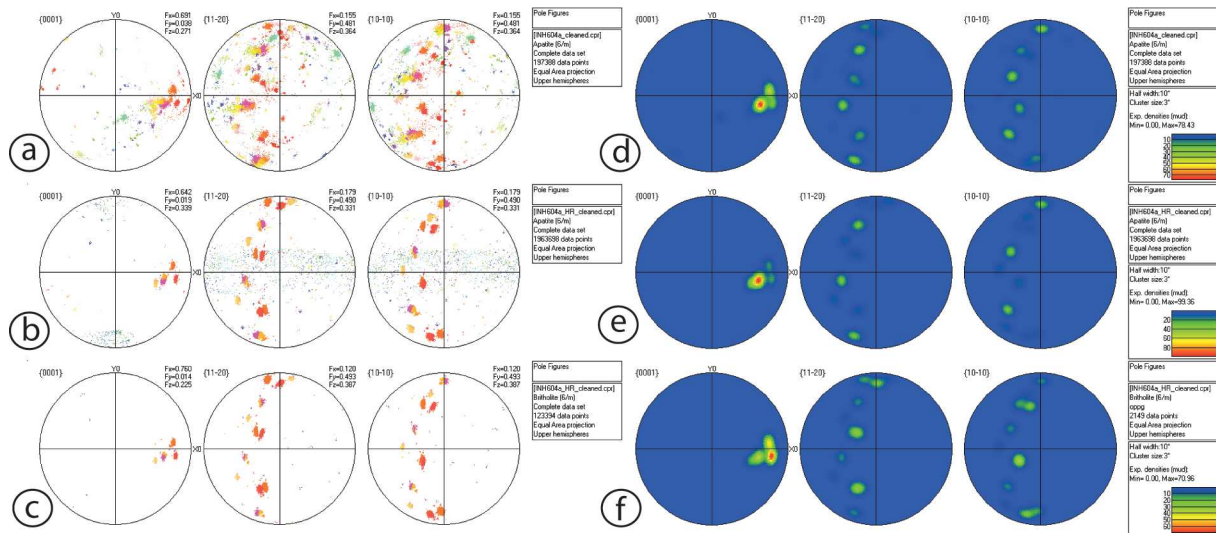 {0001}
Y0
Fx=0.691
Fy=0.038
Fz=0.271
{11-20}
Fx=0.155
Fy=0.481
Fz=0.364
{10-10}
Fx=0.155
Fy=0.481
Fz=0.364
X0
a
Pole Figures
[INH604a_cleaned.cpr]
Apatite (6/m)
Complete data set
197388 data points
Equal Area projection
Upper hemispheres
{0001}
Y0
{11-20}
{10-10}
X0
d
Pole Figures
[INH604a_cleaned.cpr]
Apatite (6/m)
Complete data set
197388 data points
Equal Area projection
Upper hemispheres
Half width:10°
Cluster size:3°
Exp. densities (mud):
Min= 0.00, Max=78.43
10
20
30
40
50
60
70
{0001}
Y0
Fx=0.642
Fy=0.019
Fz=0.339
{11-20}
Fx=0.179
Fy=0.490
Fz=0.331
{10-10}
Fx=0.179
Fy=0.490
Fz=0.331
X0
b
Pole Figures
[INH604a_HR_cleaned.cpr]
Apatite (6/m)
Complete data set
1963698 data points
Equal Area projection
Upper hemispheres
{0001}
Y0
{11-20}
{10-10}
X0
e
Pole Figures
[INH604a_HR_cleaned.cpr]
Apatite (6/m)
Complete data set
1963698 data points
Equal Area projection
Upper hemispheres
Half width:10°
Cluster size:3°
Exp. densities (mud):
Min= 0.00, Max=99.36
20
40
60
80
{0001}
Y0
Fx=0.760
Fy=0.014
Fz=0.225
{11-20}
Fx=0.120
Fy=0.493
Fz=0.387
{10-10}
Fx=0.120
Fy=0.493
Fz=0.387
X0
c
Pole Figures
[INH604a_HR_cleaned.cpr]
Britholite (6/m)
Complete data set
123394 data points
Equal Area projection
Upper hemispheres
{0001}
Y0
{11-20}
{10-10}
X0
f
Pole Figures
[INH604a_HR_cleaned.cpr]
Britholite (6/m)
oppg
2149 data points
Equal Area projection
Upper hemispheres
Half width:10°
Cluster size:3°
Exp. densities (mud):
Min= 0.00, Max=70.96
10
20
30
40
50
60